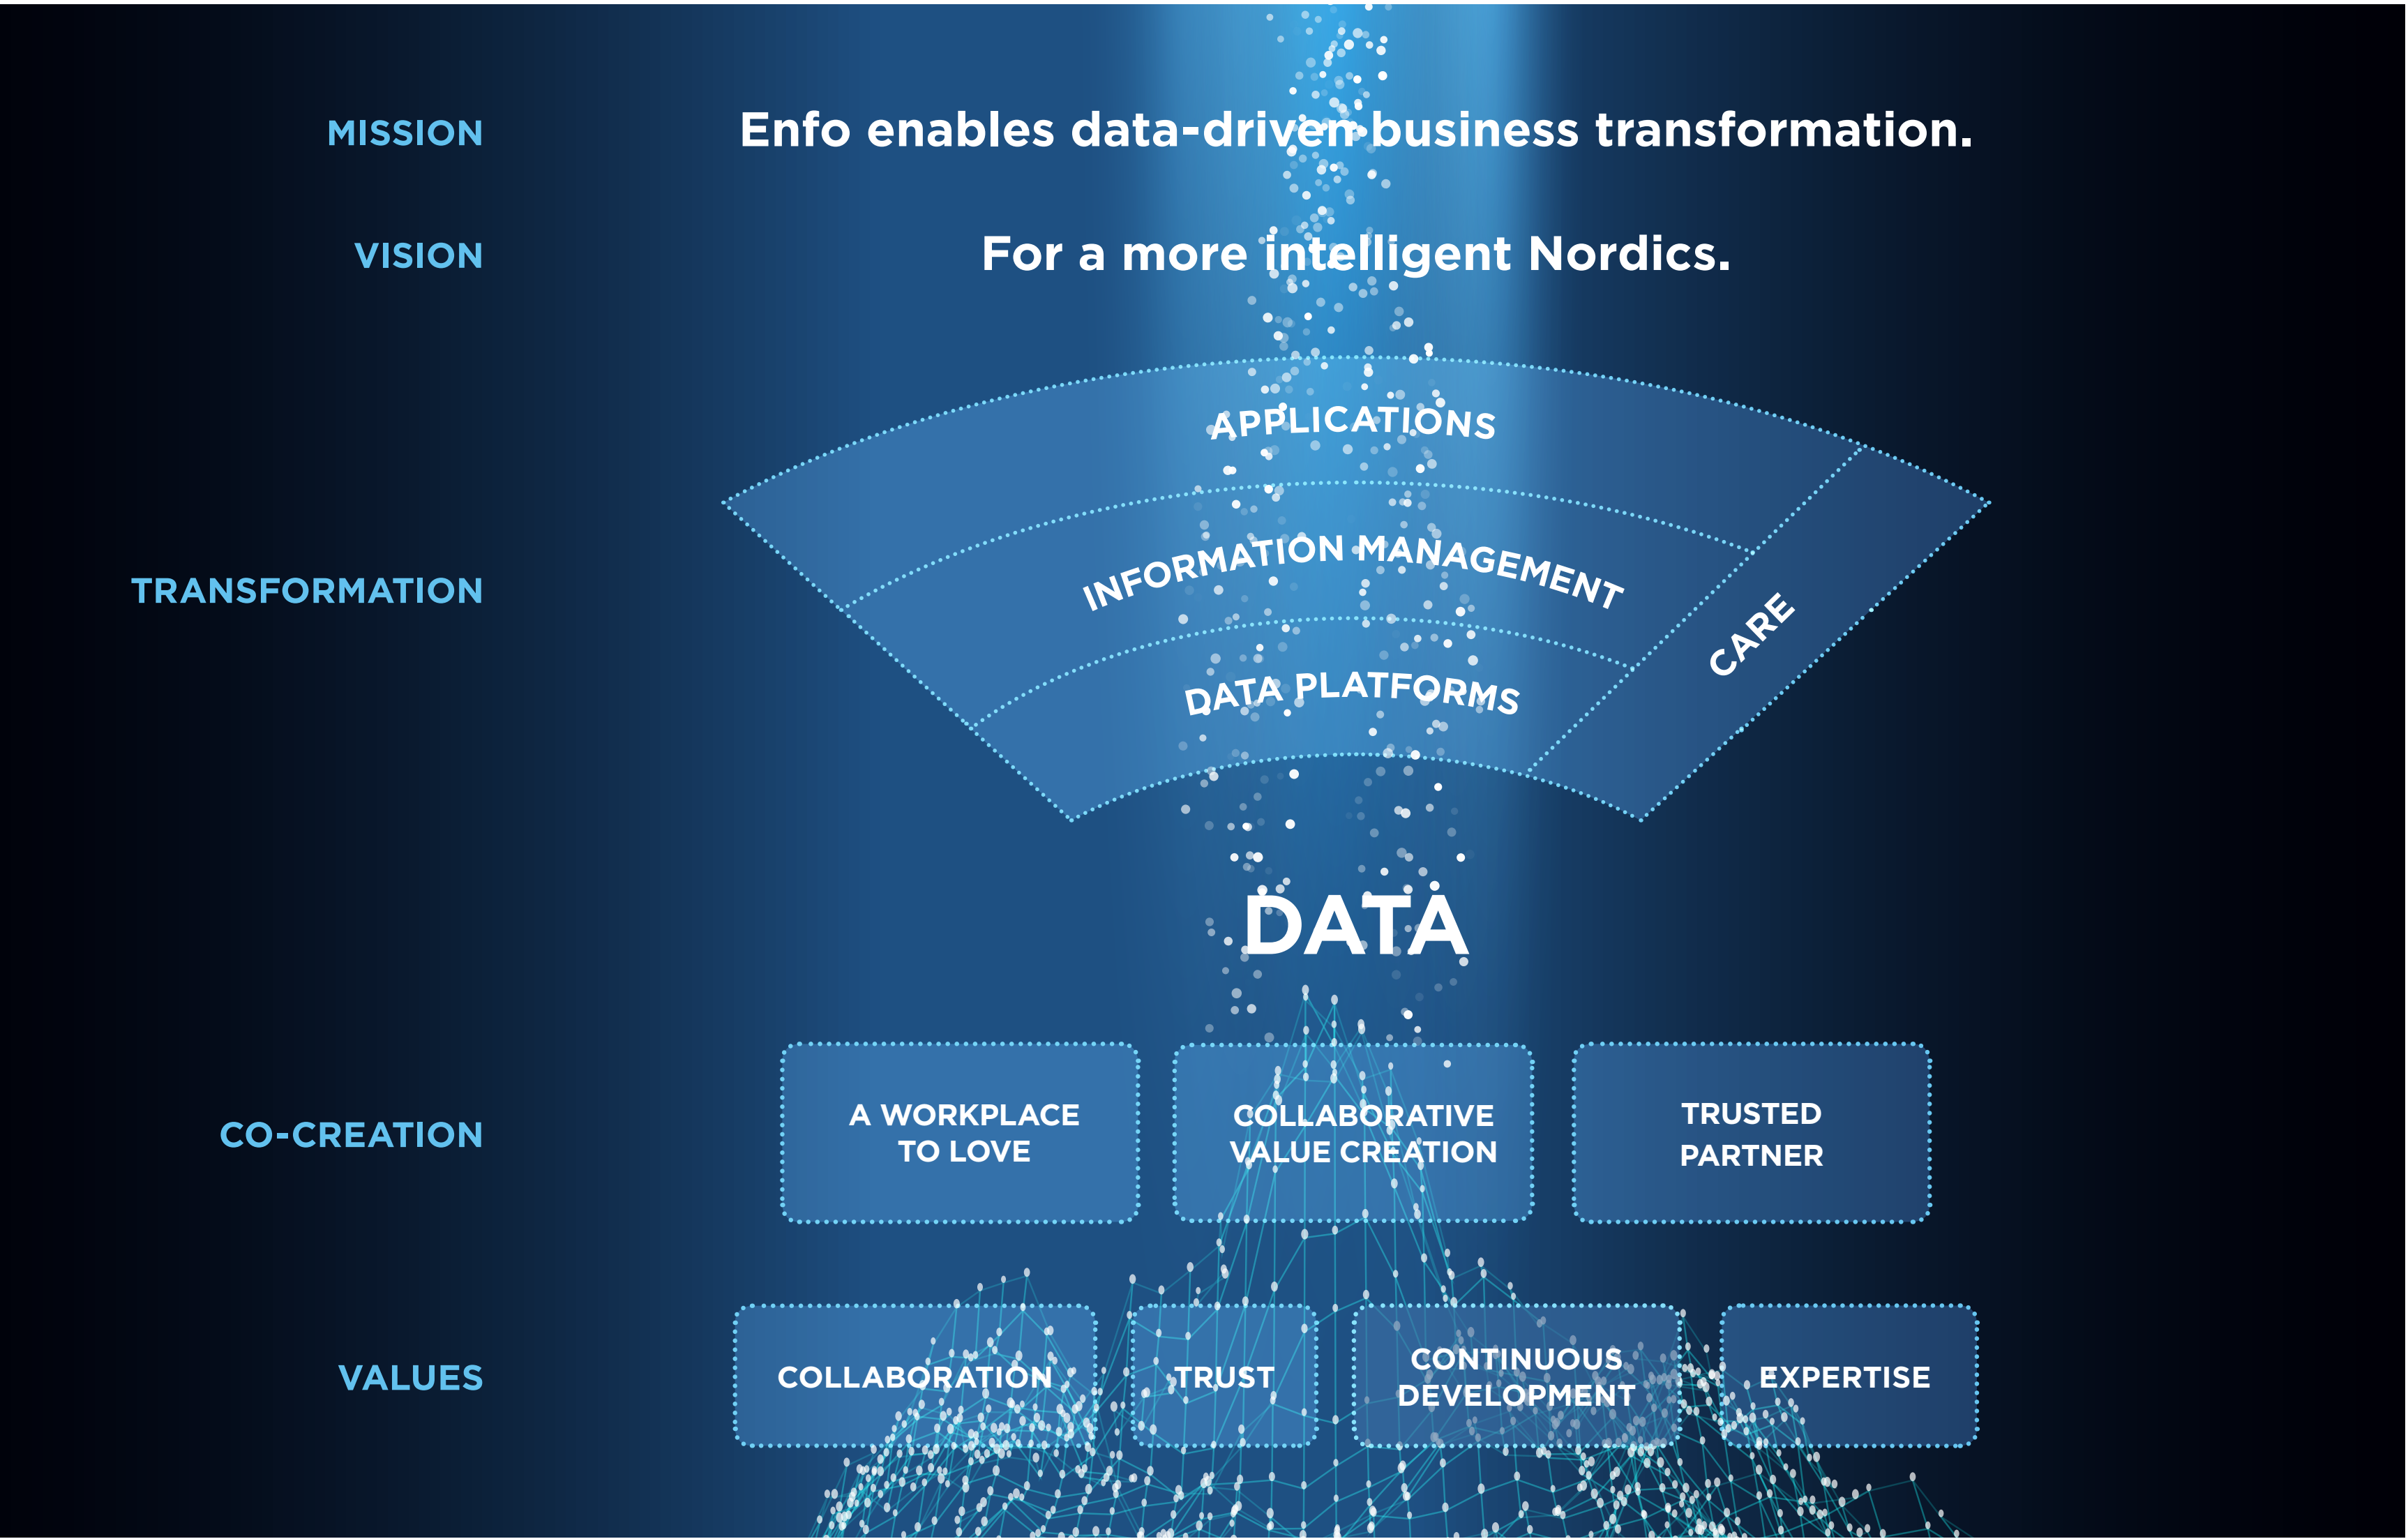 MISSION
Enfo enables data-driven business transformation.
VISION
For a more intelligent Nordics.
APPLICATIONS
INFORMATION MANAGEMENT
DATA PLATFORMS
CARE
TRANSFORMATION
DATA
CO-CREATION
A WORKPLACE
TO LOVE
COLLABORATIVE
VALUE CREATION
TRUSTED
PARTNER
VALUES
COLLABORATION
TRUST
CONTINUOUS
DEVELOPMENT
EXPERTISE